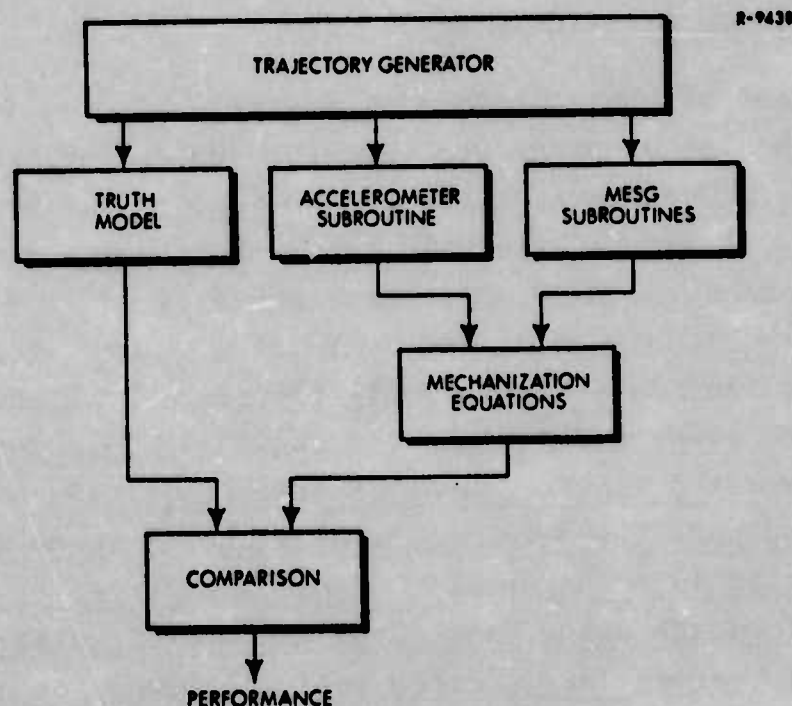 R-9438
TRAJECTORY GENERATOR
TRUTH
MODEL
ACCELEROMETER
SUBROUTINE
MESG
SUBROUTINES
MECHANIZATION
EQUATIONS
COMPARISON
PERFORMANCE